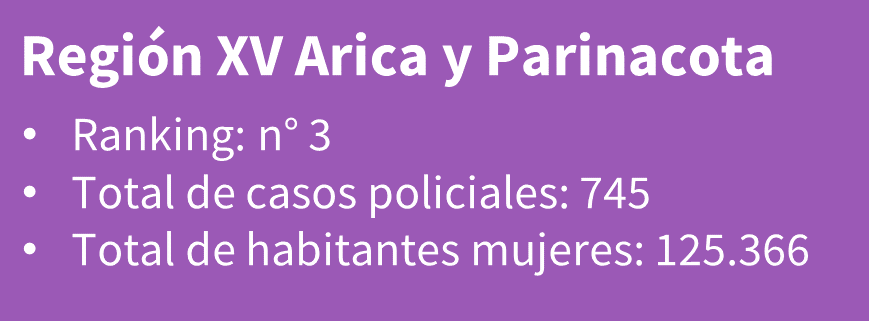 Región XV Arica y Parinacota
• Ranking: n° 3
• Total de casos policiales: 745
• Total de habitantes mujeres: 125.366